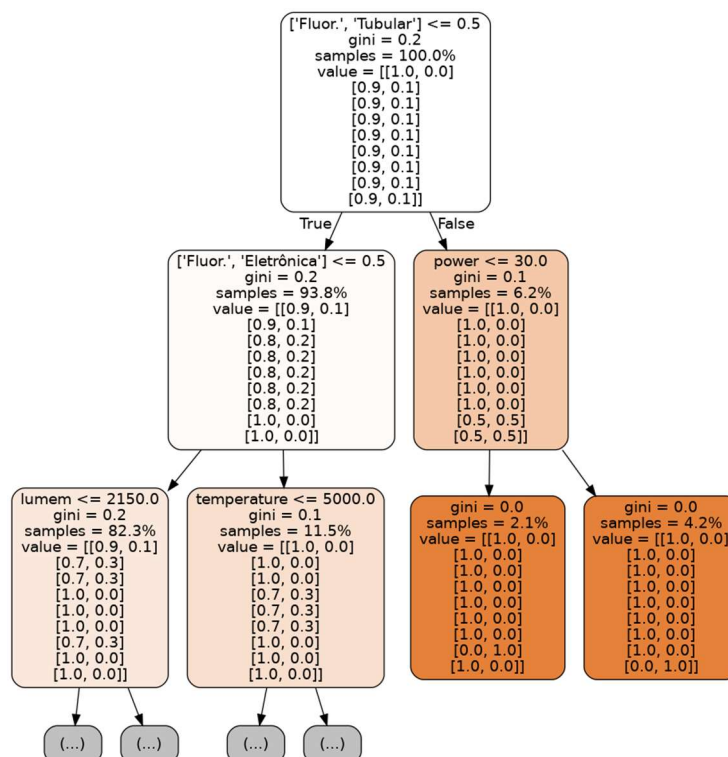 ['Fluor.', 'Tubular'] <= 0.5
gini = 0.2
samples = 100.0%
value = [[1.0, 0.0]
[0.9, 0.1]
[0.9, 0.1]
[0.9, 0.1]
[0.9, 0.1]
[0.9, 0.1]
[0.9, 0.1]
[0.9, 0.1]
[0.9, 0.1]]
True
False
['Fluor.', 'Eletrônica'] <= 0.5
gini = 0.2
samples = 93.8%
value = [[0.9, 0.1]
[0.9, 0.1]
[0.8, 0.2]
[0.8, 0.2]
[0.8, 0.2]
[0.8, 0.2]
[0.8, 0.2]
[1.0, 0.0]
[1.0, 0.0]]
power <= 30.0
gini = 0.1
samples = 6.2%
value = [[1.0, 0.0]
[1.0, 0.0]
[1.0, 0.0]
[1.0, 0.0]
[1.0, 0.0]
[1.0, 0.0]
[1.0, 0.0]
[0.5, 0.5]
[0.5, 0.5]]
lumem <= 2150.0
gini = 0.2
samples = 82.3%
value = [[0.9, 0.1]
[0.7, 0.3]
[0.7, 0.3]
[1.0, 0.0]
[1.0, 0.0]
[1.0, 0.0]
[0.7, 0.3]
[1.0, 0.0]
[1.0, 0.0]]
temperature <= 5000.0
gini = 0.1
samples = 11.5%
value = [[1.0, 0.0]
[1.0, 0.0]
[1.0, 0.0]
[0.7, 0.3]
[0.7, 0.3]
[0.7, 0.3]
[1.0, 0.0]
[1.0, 0.0]
[1.0, 0.0]]
gini = 0.0
samples = 2.1%
value = [[1.0, 0.0]
[1.0, 0.0]
[1.0, 0.0]
[1.0, 0.0]
[1.0, 0.0]
[1.0, 0.0]
[1.0, 0.0]
[0.0, 1.0]
[1.0, 0.0]]
gini = 0.0
samples = 4.2%
value = [[1.0, 0.0]
[1.0, 0.0]
[1.0, 0.0]
[1.0, 0.0]
[1.0, 0.0]
[1.0, 0.0]
[1.0, 0.0]
[1.0, 0.0]
[0.0, 1.0]]
(...)
(...)
(...)
(...)